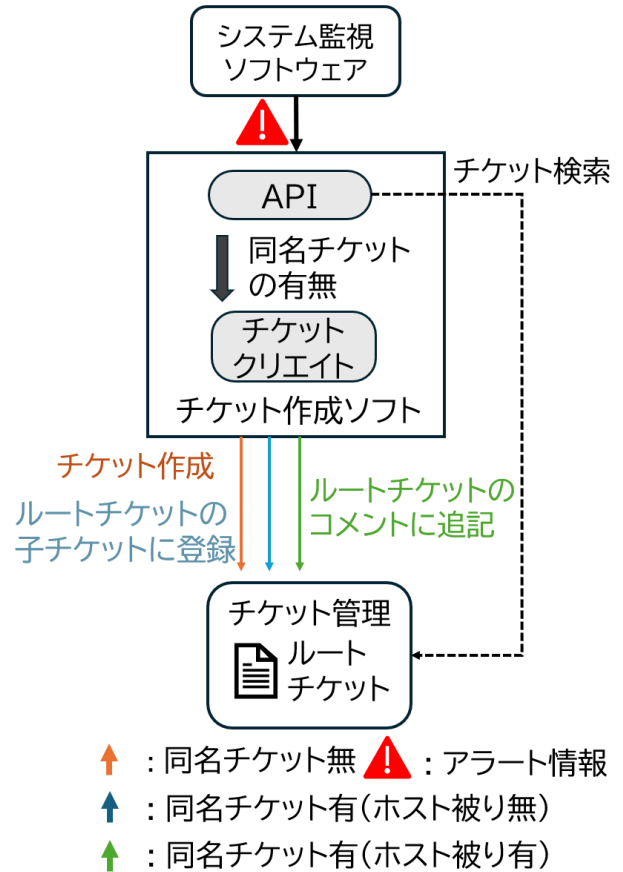 システム監視
ソフトウェア
チケット検索
API
同名チケット
の有無
チケット
クリエイト
チケット作成ソフト
チケット作成
ルートチケットの
子チケットに登録
ルートチケットの
コメントに追記
チケット管理
ルート
チケット
：同名チケット無
：アラート情報
：同名チケット有(ホスト被り無)
：同名チケット有(ホスト被り有)